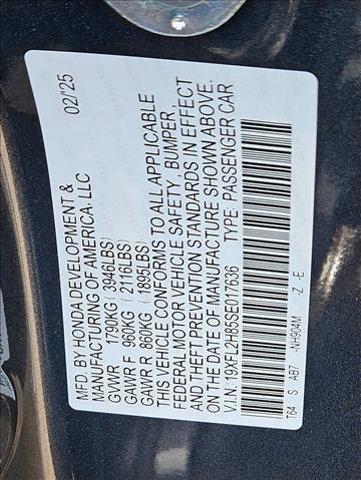 MFD. BY HONDA DEVELOPMENT & 02/25
MANUFACTURING OF AMERICA, LLC
GVWR 1790KG (3946LBS)
GAWR F 960KG (2116LBS)
GAWR R 860KG (1895LBS)
THIS VEHICLE CONFORMS TO ALL APPLICABLE
FEDERAL MOTOR VEHICLE SAFETY, BUMPER
AND THEFT PREVENTION STANDARDS IN EFFECT
ON THE DATE OF MANUFACTURE SHOWN ABOVE.
V.I.N: 19XFL2H85SE017636 TYPE: PASSENGER CAR
T64 S AB7 -NH904M -Z -E